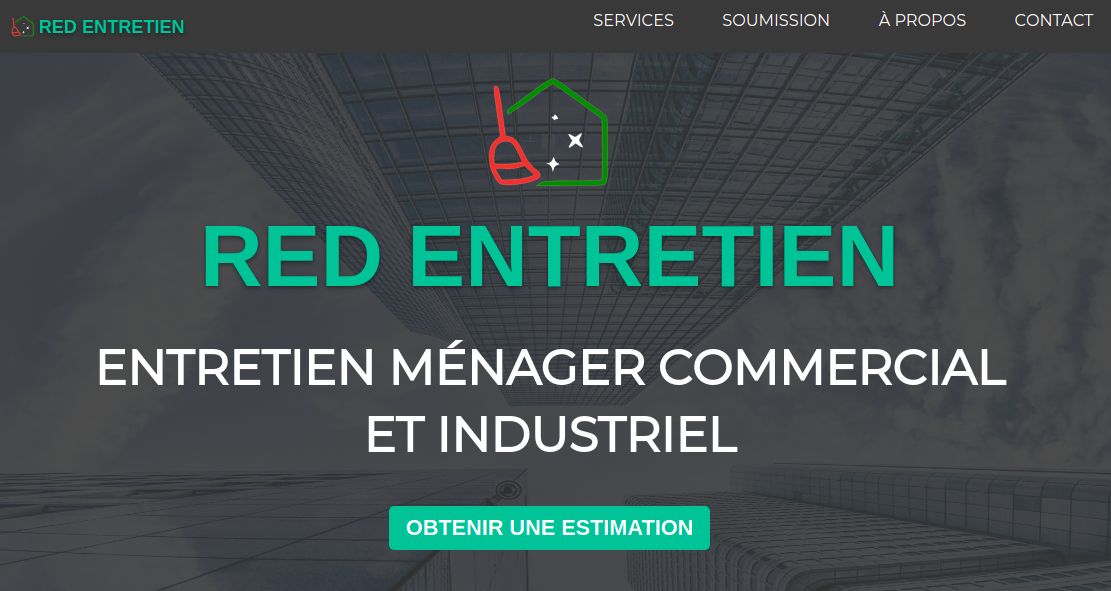 RED ENTRETIEN
SERVICES
SOUMISSION
À PROPOS
CONTACT
RED ENTRETIEN
ENTRETIEN MÉNAGER COMMERCIAL
ET INDUSTRIEL
OBTENIR UNE ESTIMATION